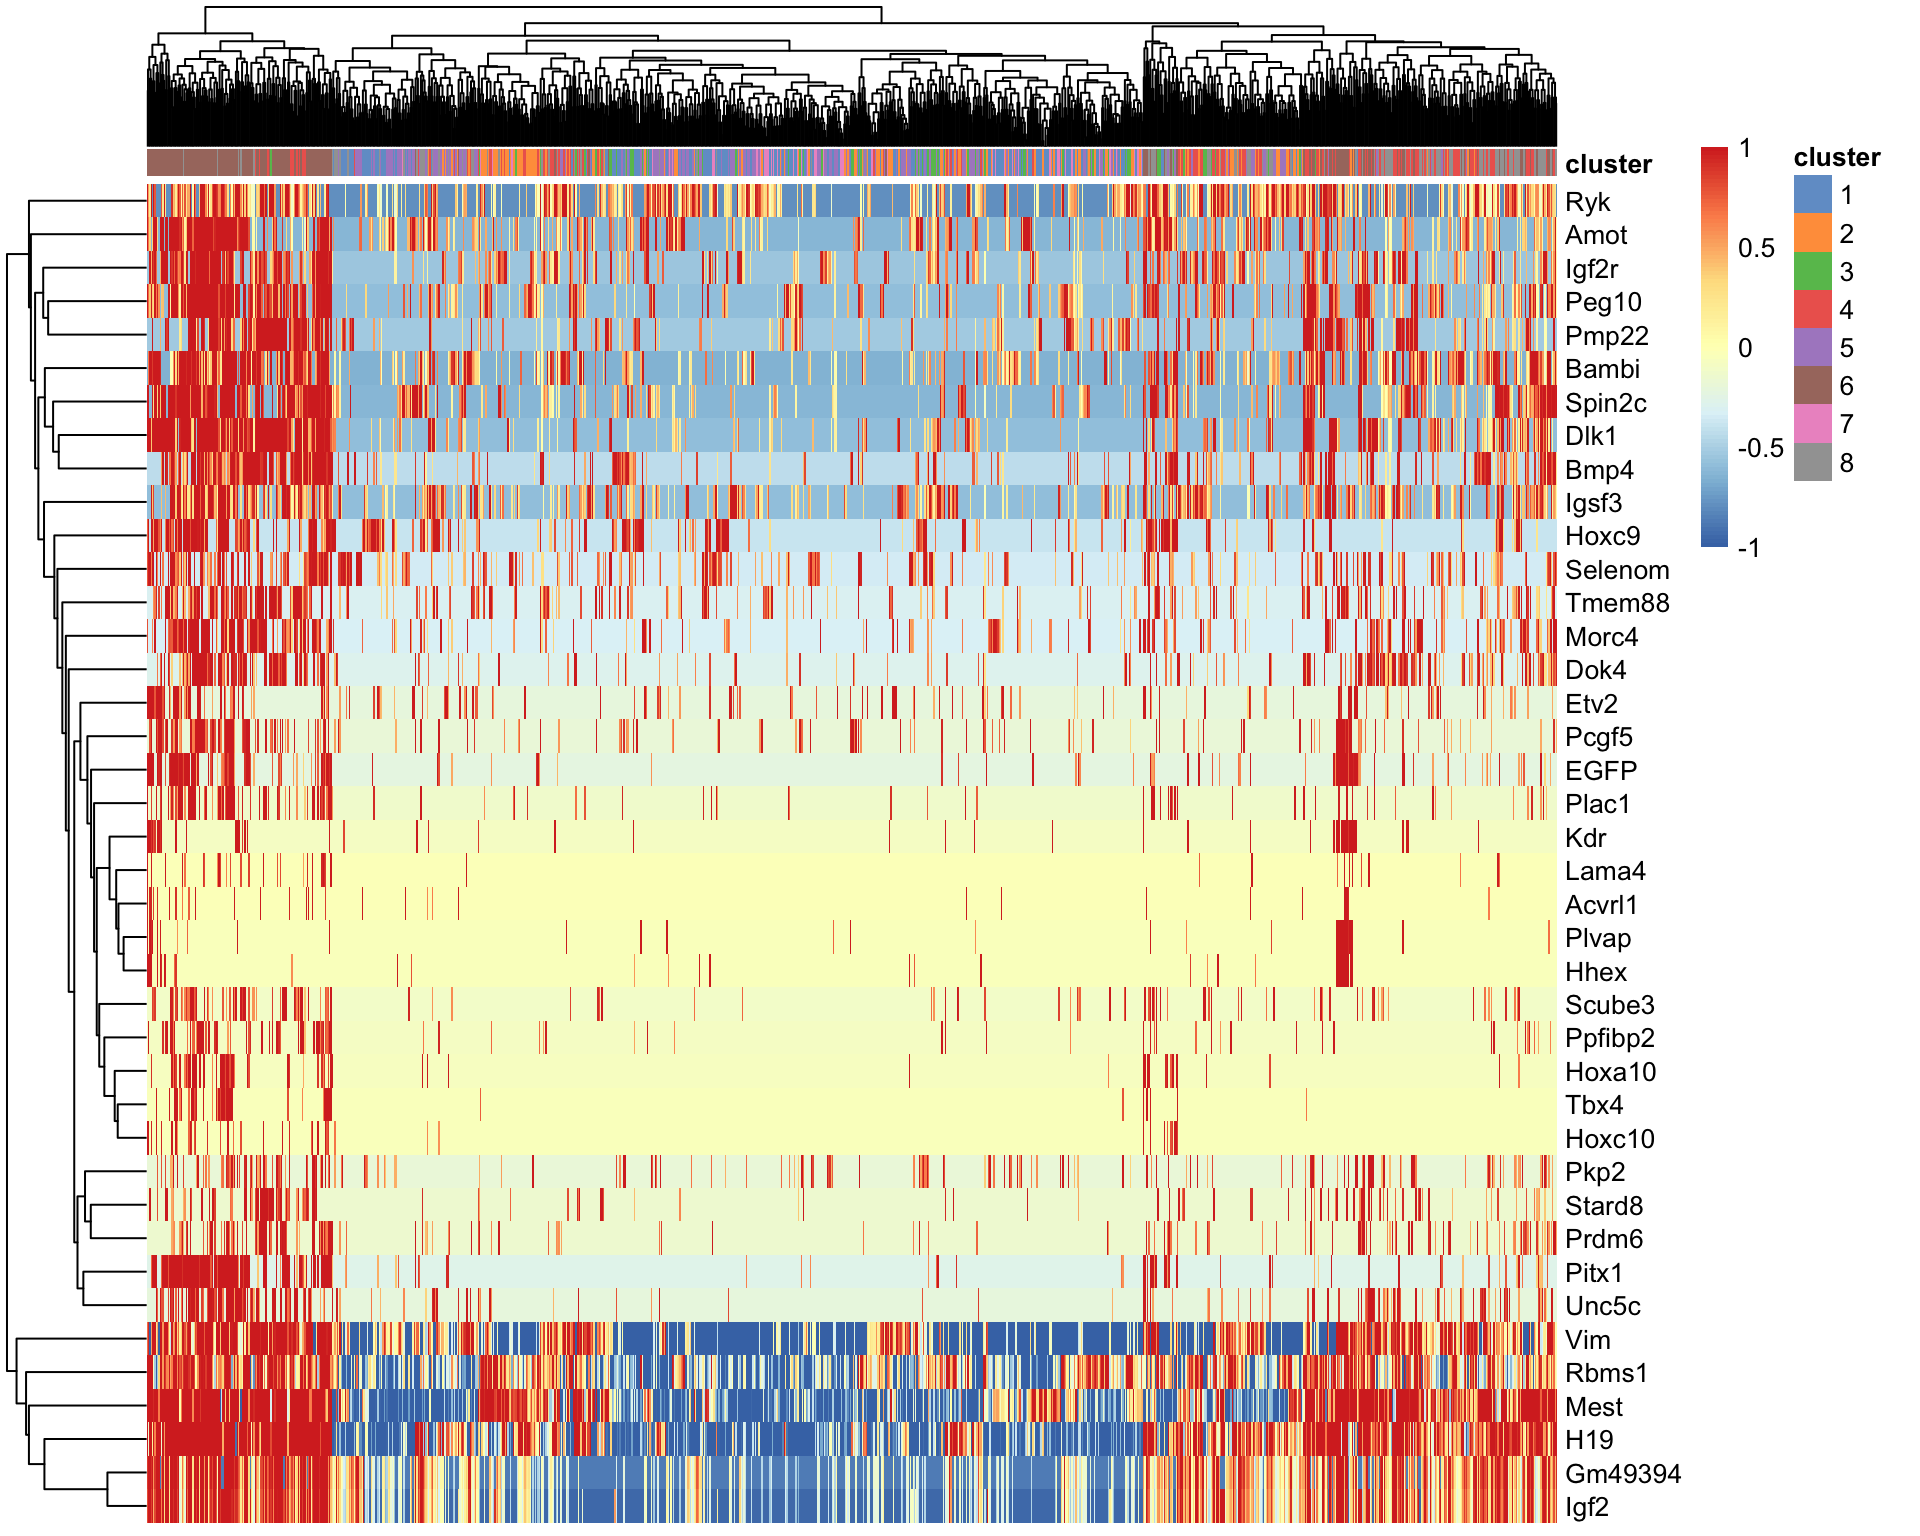 cluster
Ryk
Amot
Igf2r
Peg10
Pmp22
Bambi
Spin2c
Dlk1
Bmp4
Igsf3
Hoxc9
Selenom
Tmem88
Morc4
Dok4
Etv2
Pcgf5
EGFP
Plac1
Kdr
Lama4
Acvrl1
Plvap
Hhex
Scube3
Ppfibp2
Hoxa10
Tbx4
Hoxc10
Pkp2
Stard8
Prdm6
Pitx1
Unc5c
Vim
Rbms1
Mest
H19
Gm49394
Igf2
1
0.5
0
-0.5
-1
cluster
1
2
3
4
5
6
7
8